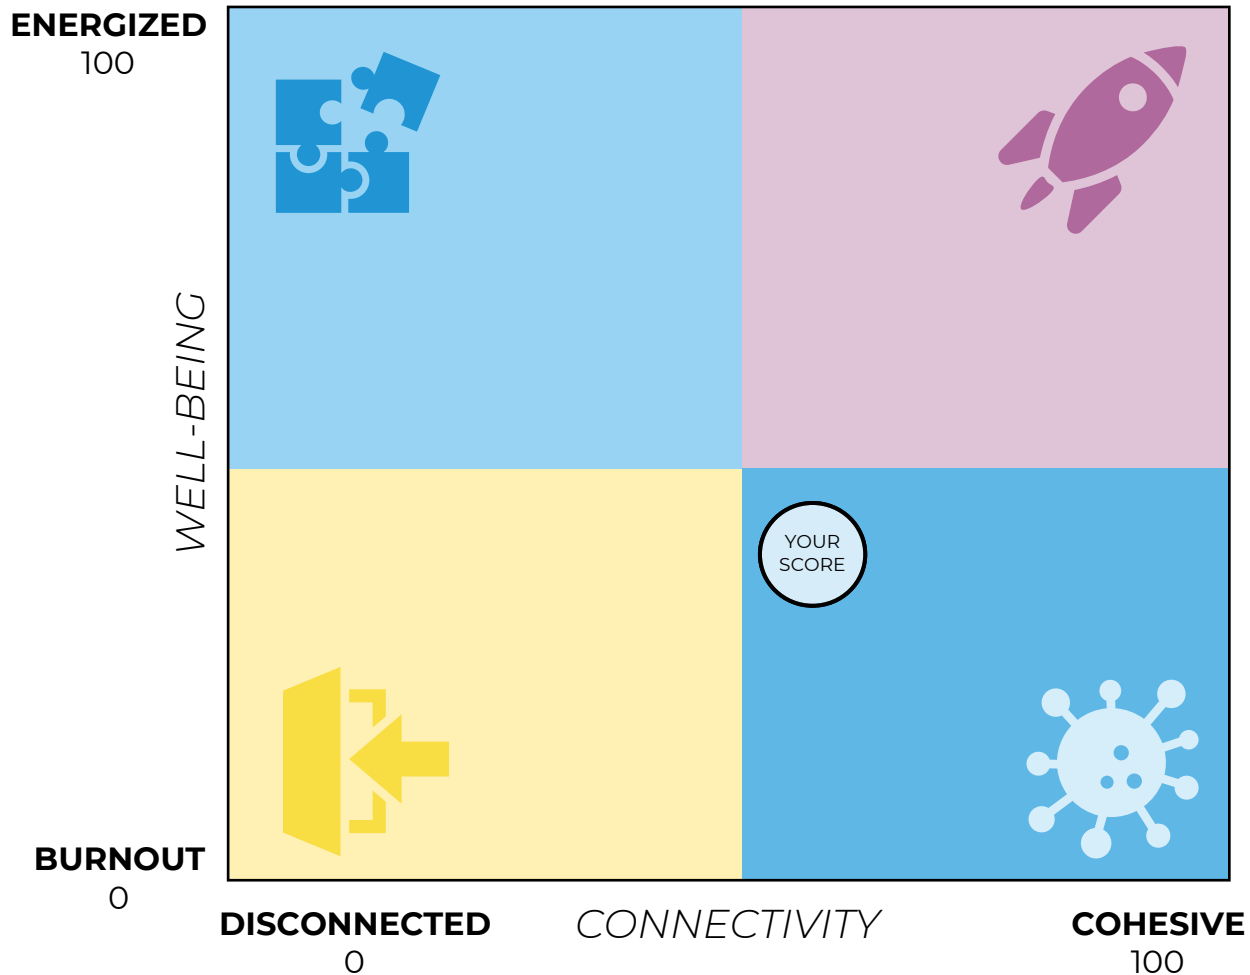 ENERGIZED
100
WELL-BEING
YOUR
SCORE
BURNOUT
0
DISCONNECTED
0
CONNECTIVITY
COHESIVE
100